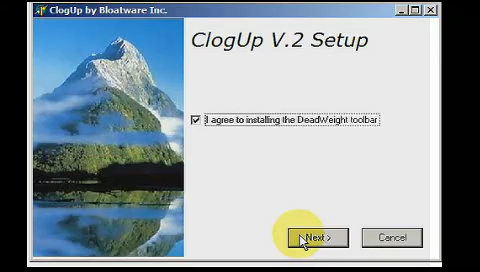 ClogUp by Bloatware Inc.
ClogUp V.2 Setup
I agree to installing the DeadWeight toolbar
Next >
Cancel